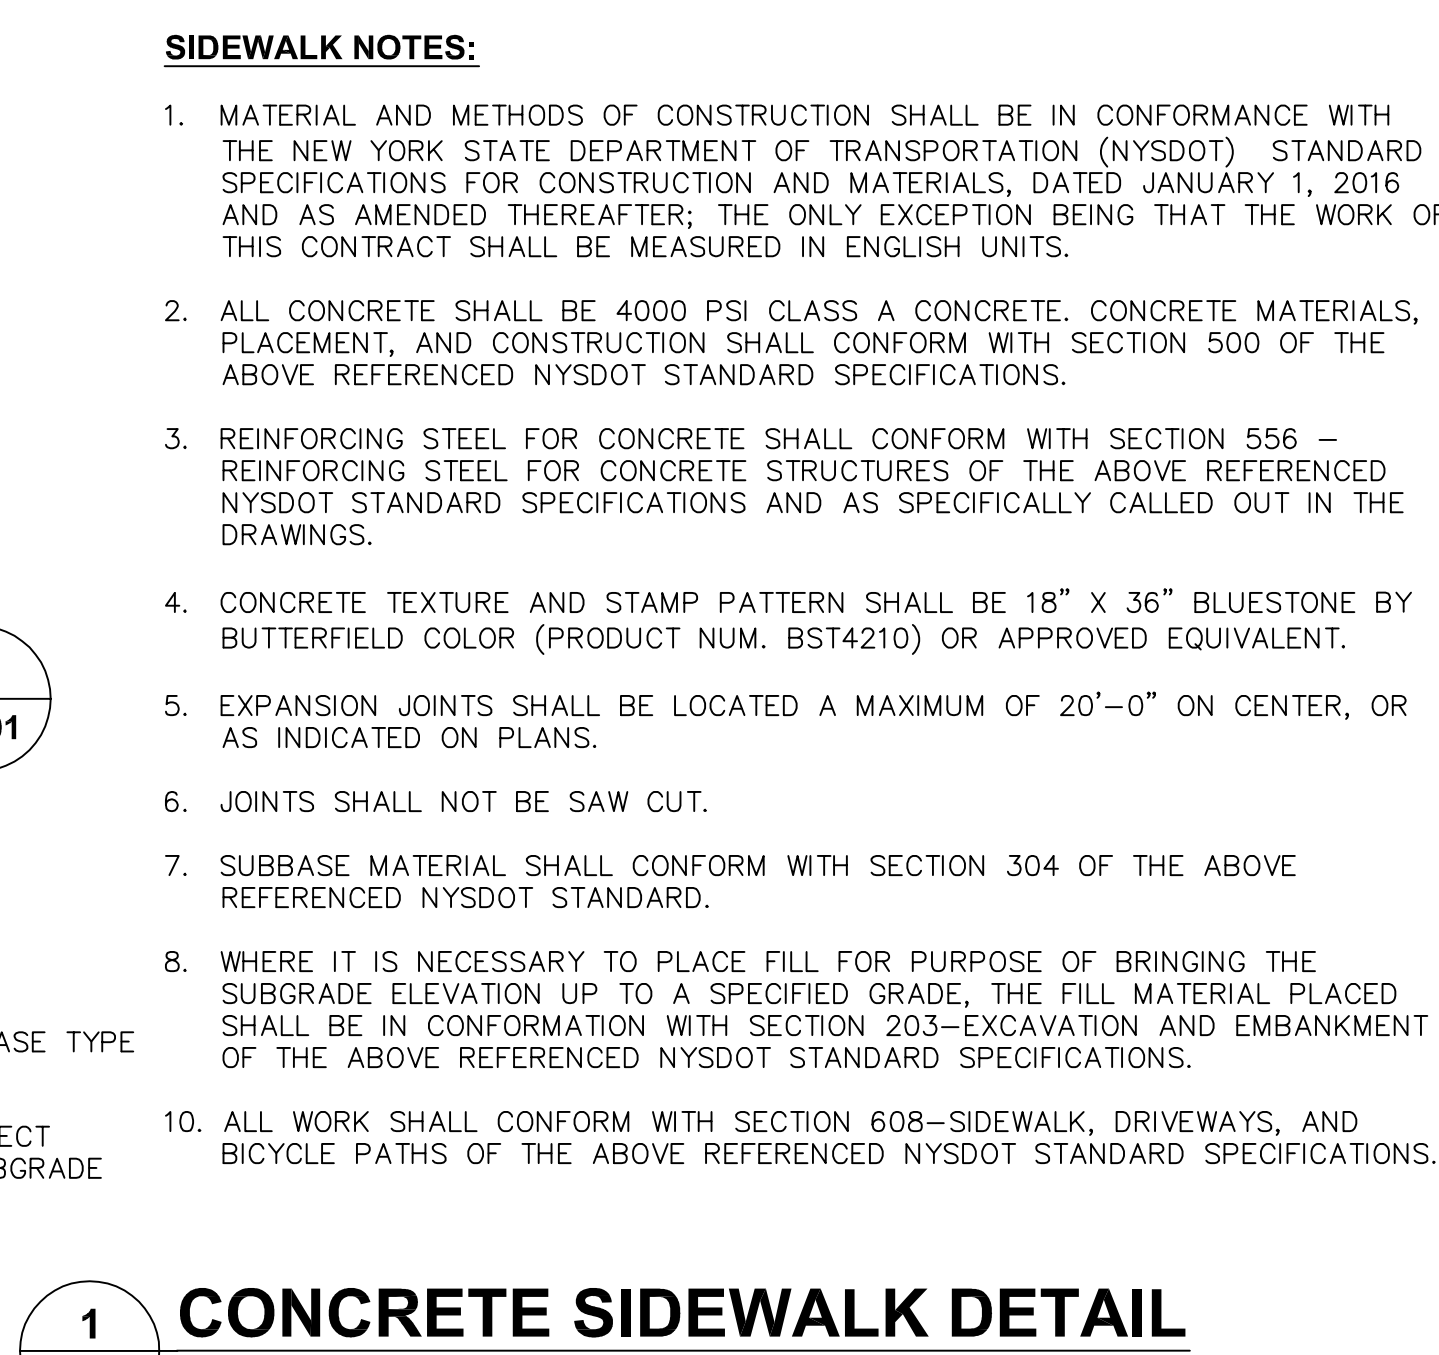 SIDEWALK NOTES:
1. MATERIAL AND METHODS OF CONSTRUCTION SHALL BE IN CONFORMANCE WITH
THE NEW YORK STATE DEPARTMENT OF TRANSPORTATION (NYSDOT) STANDARD
SPECIFICATIONS FOR CONSTRUCTION AND MATERIALS, DATED JANUARY 1, 2016
AND AS AMENDED THEREAFTER; THE ONLY EXCEPTION BEING THAT THE WORK OF
THIS CONTRACT SHALL BE MEASURED IN ENGLISH UNITS.
2. ALL CONCRETE SHALL BE 4000 PSI CLASS A CONCRETE. CONCRETE MATERIALS,
PLACEMENT, AND CONSTRUCTION SHALL CONFORM WITH SECTION 500 OF THE
ABOVE REFERENCED NYSDOT STANDARD SPECIFICATIONS.
3. REINFORCING STEEL FOR CONCRETE SHALL CONFORM WITH SECTION 556 –
REINFORCING STEEL FOR CONCRETE STRUCTURES OF THE ABOVE REFERENCED
NYSDOT STANDARD SPECIFICATIONS AND AS SPECIFICALLY CALLED OUT IN THE
DRAWINGS.
4. CONCRETE TEXTURE AND STAMP PATTERN SHALL BE 18" X 36" BLUESTONE BY
BUTTERFIELD COLOR (PRODUCT NUM. BST4210) OR APPROVED EQUIVALENT.
5. EXPANSION JOINTS SHALL BE LOCATED A MAXIMUM OF 20'–0" ON CENTER, OR
AS INDICATED ON PLANS.
01
6. JOINTS SHALL NOT BE SAW CUT.
7. SUBBASE MATERIAL SHALL CONFORM WITH SECTION 304 OF THE ABOVE
REFERENCED NYSDOT STANDARD.
8. WHERE IT IS NECESSARY TO PLACE FILL FOR PURPOSE OF BRINGING THE
SUBGRADE ELEVATION UP TO A SPECIFIED GRADE, THE FILL MATERIAL PLACED
SHALL BE IN CONFORMATION WITH SECTION 203–EXCAVATION AND EMBANKMENT
OF THE ABOVE REFERENCED NYSDOT STANDARD SPECIFICATIONS.
ASE TYPE
10. ALL WORK SHALL CONFORM WITH SECTION 608–SIDEWALK, DRIVEWAYS, AND
BICYCLE PATHS OF THE ABOVE REFERENCED NYSDOT STANDARD SPECIFICATIONS.
ECT
BGRADE
1
CONCRETE SIDEWALK DETAIL